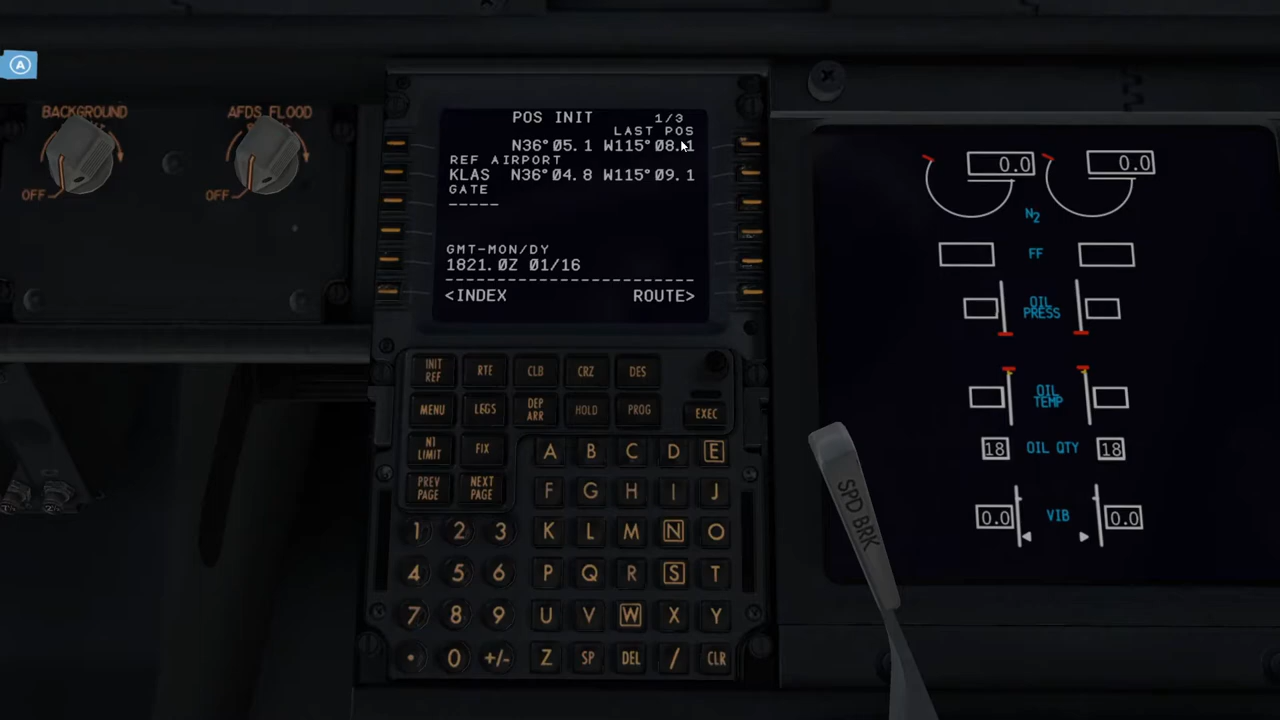 A
BACKGROUND
OFF
AFDS FLOOD
OFF
POS INIT 1/3
LAST POS
N36°05.1 W115°08.1
REF AIRPORT
KLAS N36°04.8 W115°09.1
GATE
-----
GMT-MON/DY
1821.0Z 01/16
<INDEX ROUTE>
INIT REF RTE CLB CRZ DES
MENU LEGS DEP ARR HOLD PROG EXEC
N1 LIMIT FIX
PREV PAGE NEXT PAGE
A B C D E
F G H I J
1 2 3 K L M N O
4 5 6 P Q R S T
7 8 9 U V W X Y
. 0 +/- Z SP DEL / CLR
0.0 0.0
N2
FF
OIL PRESS
OIL TEMP
18 OIL QTY 18
0.0 VIB 0.0
SPD BRK